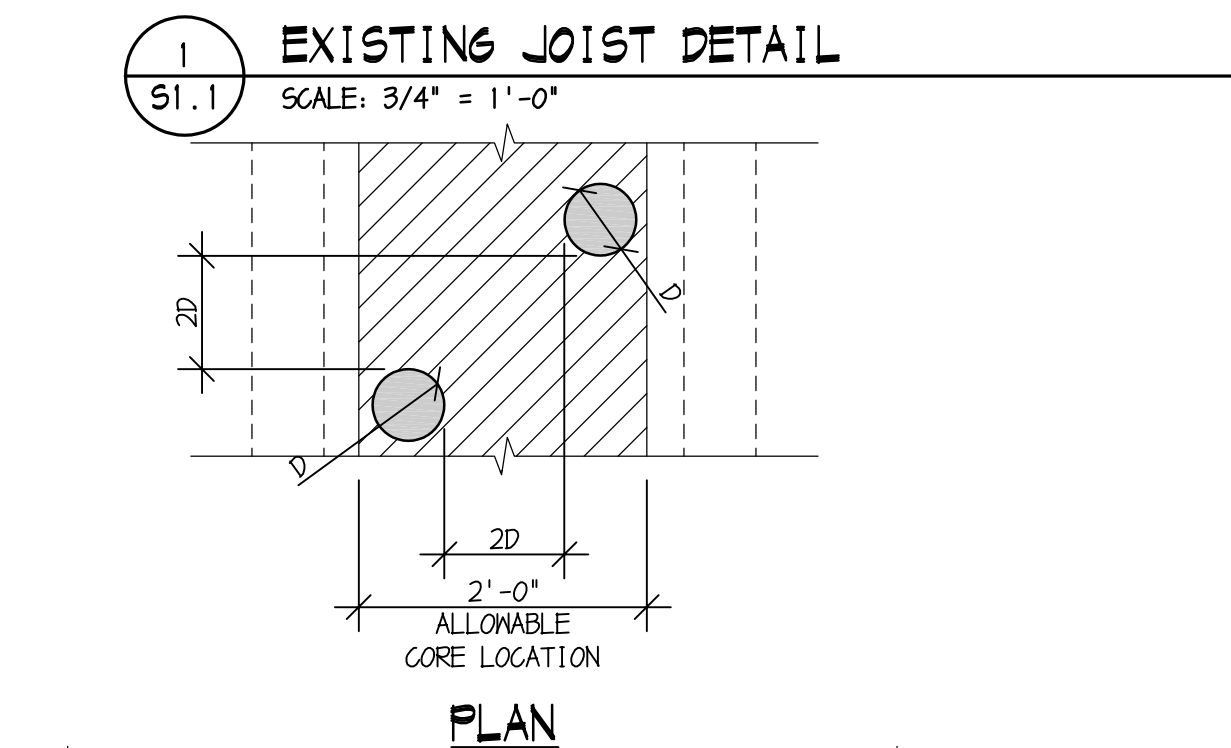 1
EXISTING JOIST DETAIL
S1.1
SCALE: 3/4" = 1'-0"
D
2D
D
2D
2'-0"
ALLOWABLE
CORE LOCATION
PLAN